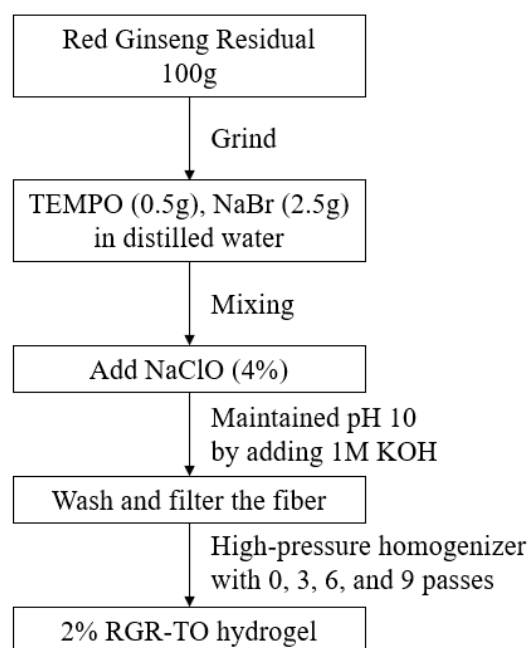 Red Ginseng Residual
100g
Grind
TEMPO (0.5g), NaBr (2.5g)
in distilled water
Mixing
Add NaClO (4%)
Maintained pH 10
by adding 1M KOH
Wash and filter the fiber
High-pressure homogenizer
with 0, 3, 6, and 9 passes
2% RGR-TO hydrogel